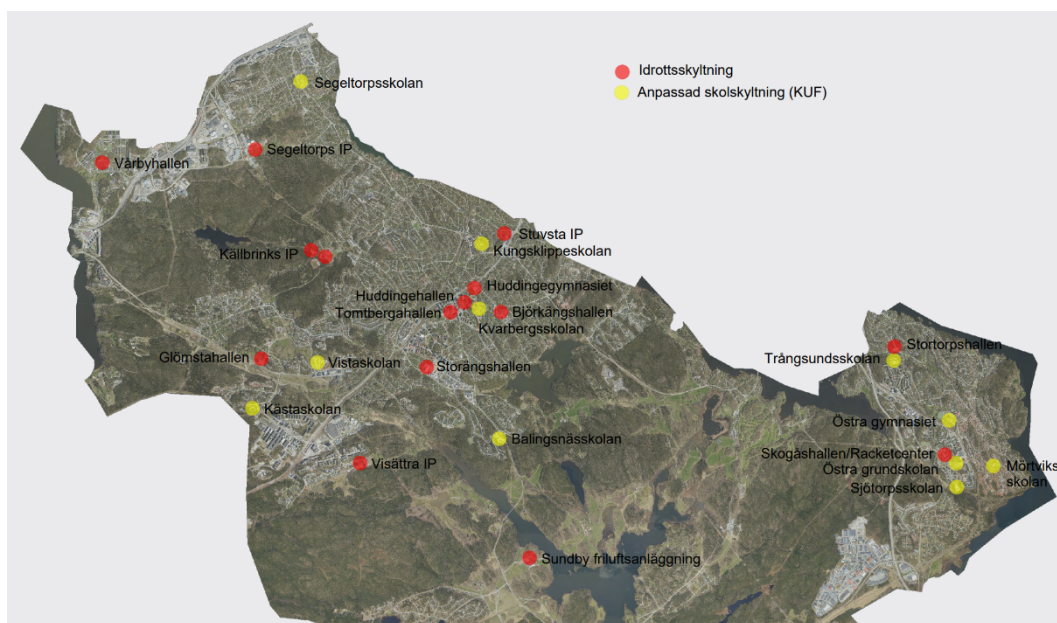 Idrottsskyltning
Anpassad skolskyltning (KUF)
Segeltorpsskolan
Segeltorps IP
Vårbyhallen
Stuvsta IP
Kungsklippeskolan
Källbrinks IP
Huddingegymnasiet
Huddingehallen
Tomtbergahallen
Björkängshallen
Kvarbergsskolan
Stortorpshallen
Trångsundsskolan
Glömstahallen
Vistaskolan
Storängshallen
Kästaskolan
Östra gymnasiet
Balingsnässkolan
Skogåshallen/Racketcenter
Östra grundskolan
Mörtviks
skolan
Visättra IP
Sjötorpsskolan
Sundby friluftsanläggning